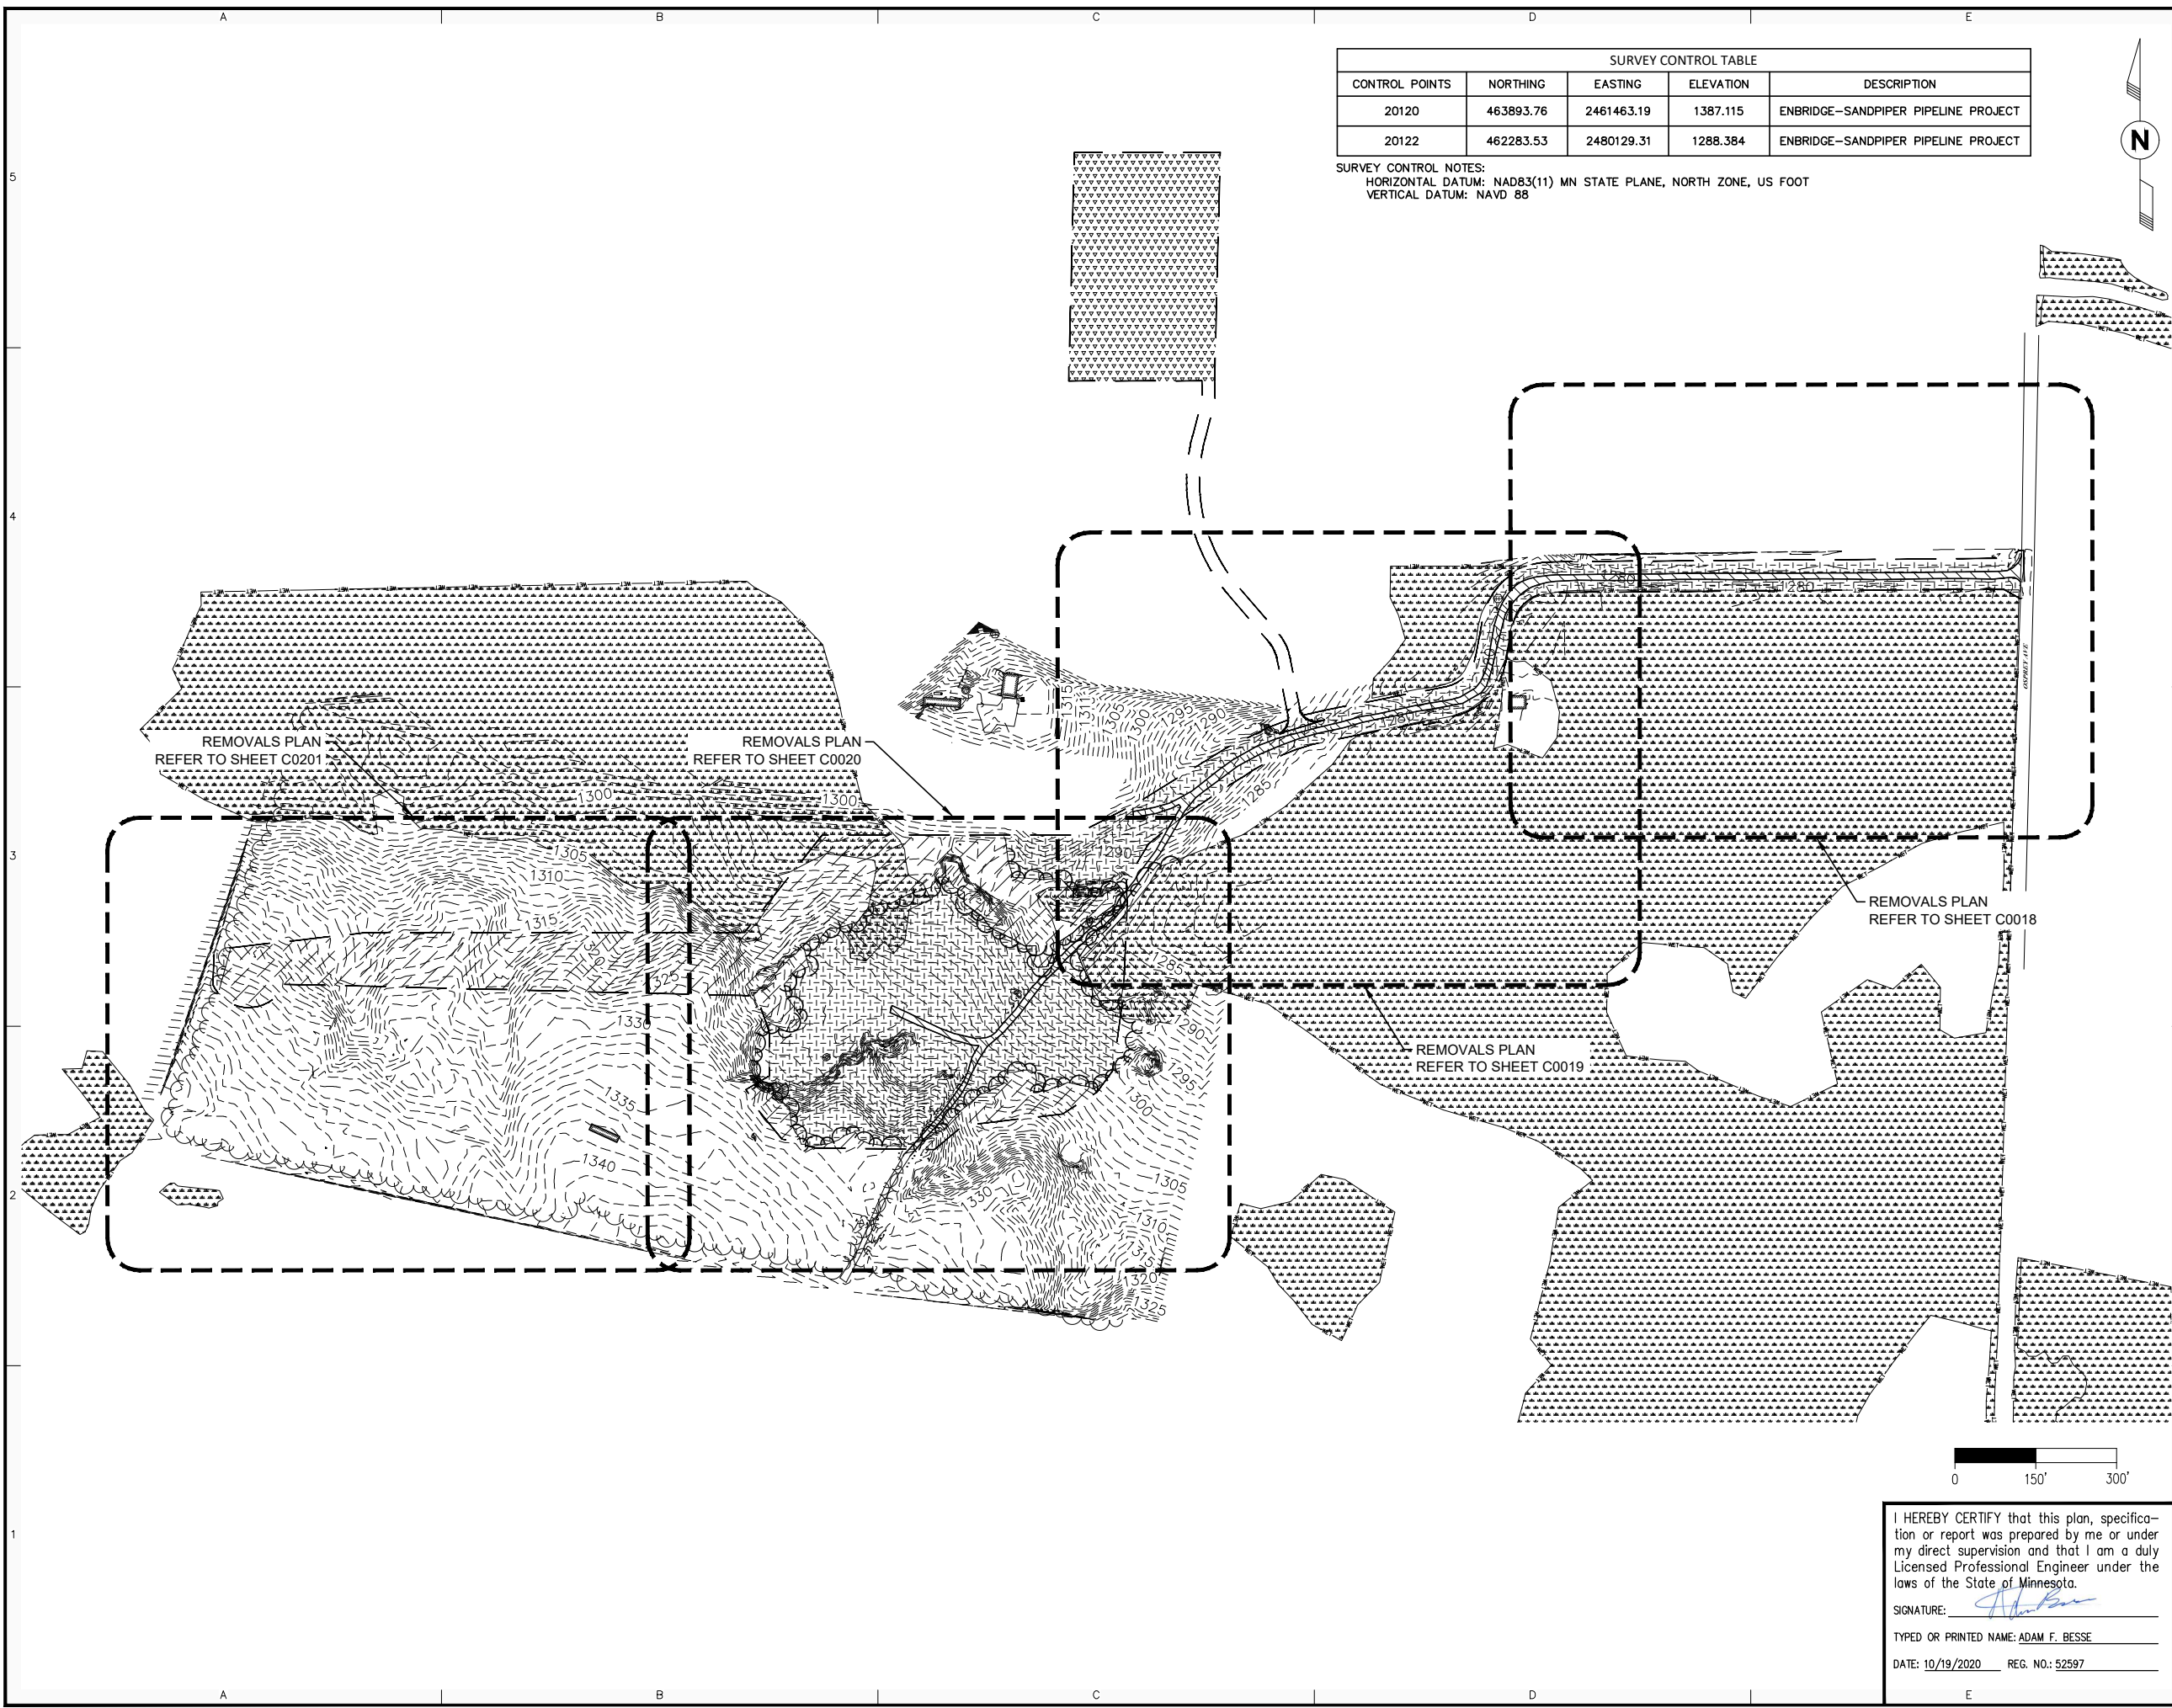 A B C D E
SURVEY CONTROL TABLE
CONTROL POINTS NORTHING EASTING ELEVATION DESCRIPTION
20120 463893.76 2461463.19 1387.115 ENBRIDGE-SANDPIPER PIPELINE PROJECT
20122 462283.53 2480129.31 1288.384 ENBRIDGE-SANDPIPER PIPELINE PROJECT
SURVEY CONTROL NOTES:
HORIZONTAL DATUM: NAD83(11) MN STATE PLANE, NORTH ZONE, US FOOT
VERTICAL DATUM: NAVD 88
N
5
4
1280
1280
OSPREY AVE
1315
1305
1295
1290
1280
REMOVALS PLAN
REFER TO SHEET C0201
REMOVALS PLAN
REFER TO SHEET C0020
1300
1300
1285
3
1305
1290
1310
1315
REMOVALS PLAN
REFER TO SHEET C0018
1285
1330
1290
REMOVALS PLAN
REFER TO SHEET C0019
1295
1335
1300
1340
1305
2
1330
1310
1315
1320
1325
0 150' 300'
1
I HEREBY CERTIFY that this plan, specifica-
tion or report was prepared by me or under
my direct supervision and that I am a duly
Licensed Professional Engineer under the
laws of the State of Minnesota.
SIGNATURE:
TYPED OR PRINTED NAME: ADAM F. BESSE
DATE: 10/19/2020 REG. NO.: 52597
A B C D E